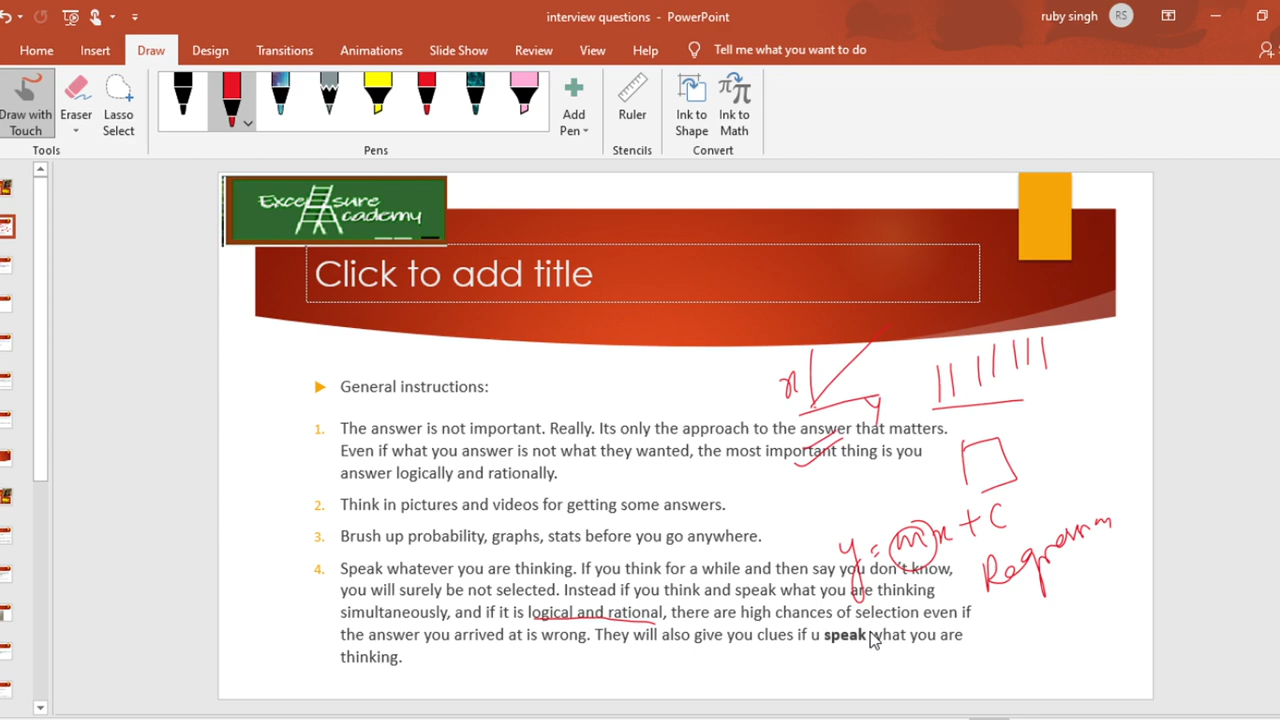 interview questions - PowerPoint
ruby singh
RS
Home Insert Draw Design Transitions Animations Slide Show Review View Help Tell me what you want to do
Draw with Touch
Eraser
Lasso Select
Add Pen
Ruler
Ink to Shape
Ink to Math
Tools
Pens
Stencils
Convert
Excel sure
cademy
Click to add title
General instructions:
1. The answer is not important. Really. Its only the approach to the answer that matters.
Even if what you answer is not what they wanted, the most important thing is you
answer logically and rationally.
2. Think in pictures and videos for getting some answers.
3. Brush up probability, graphs, stats before you go anywhere.
4. Speak whatever you are thinking. If you think for a while and then say you don't know,
you will surely be not selected. Instead if you think and speak what you are thinking
simultaneously, and if it is logical and rational, there are high chances of selection even if
the answer you arrived at is wrong. They will also give you clues if u speak what you are
thinking.
x
y
y = mx + c
Regression